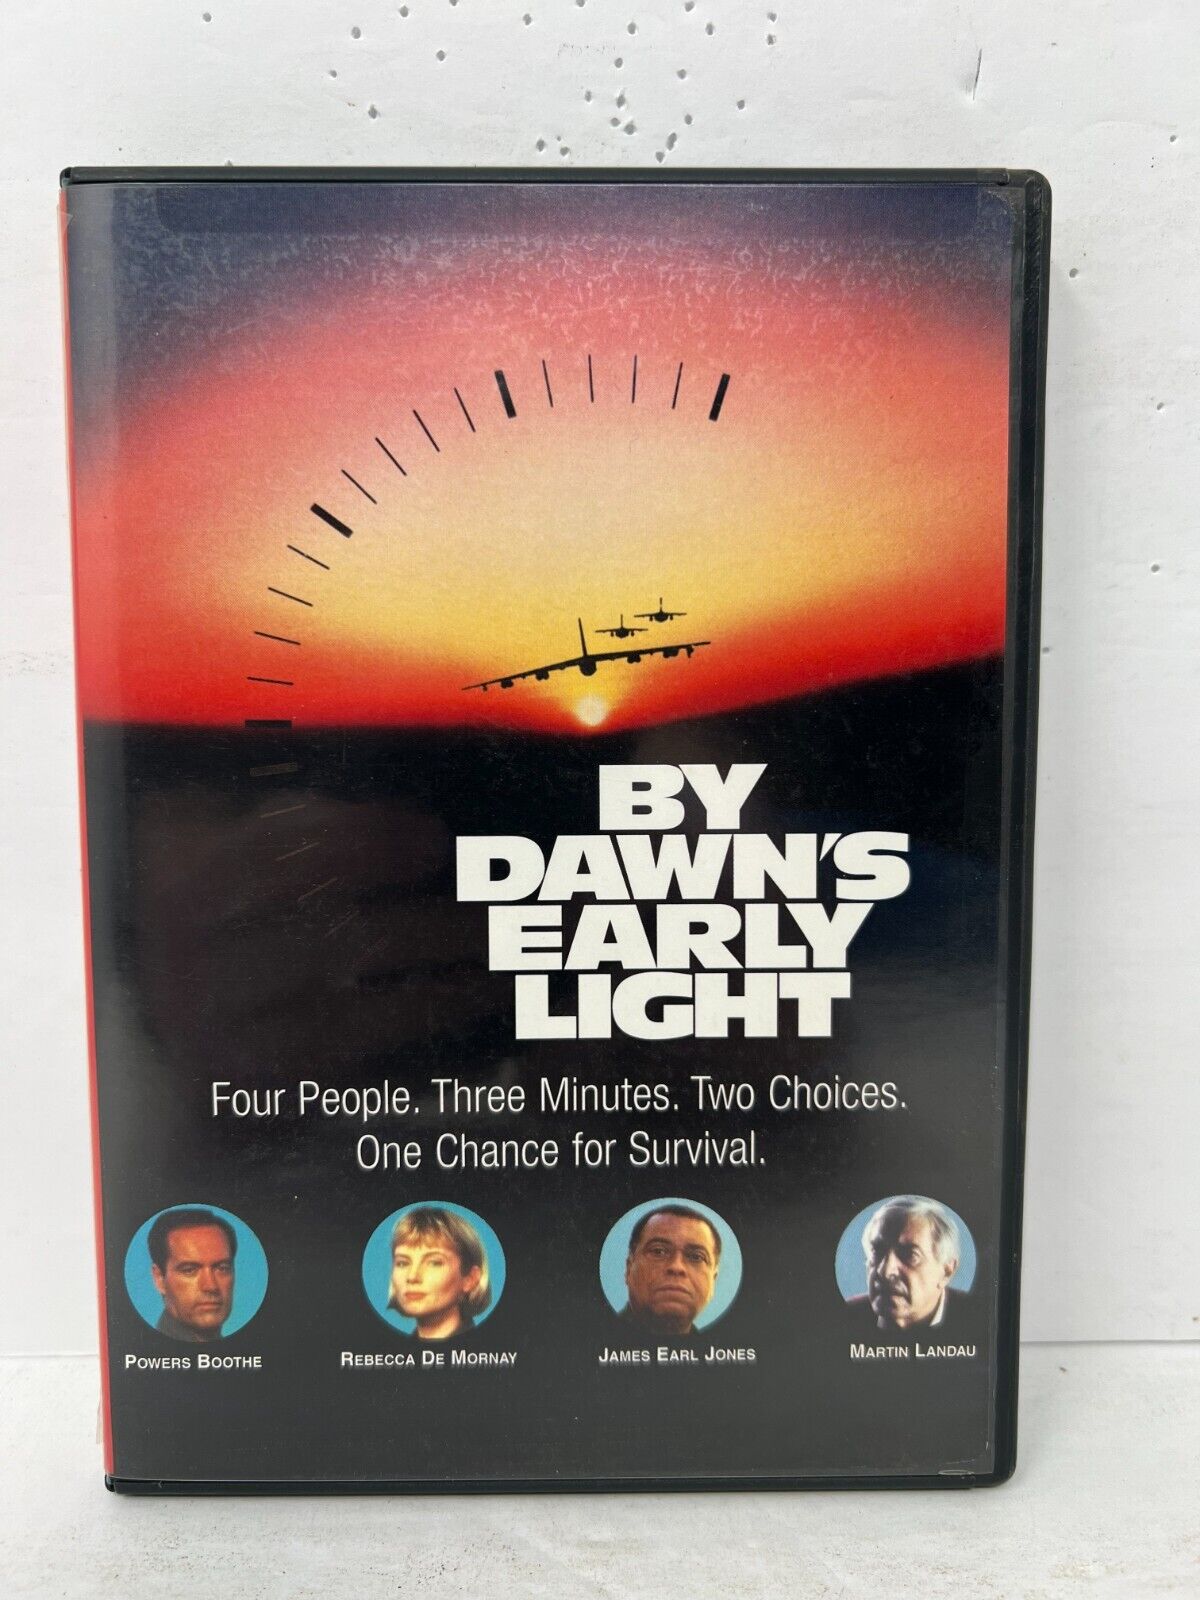 BY
DAWN'S
EARLY
LIGHT
Four People. Three Minutes. Two Choices.
One Chance for Survival.
POWERS BOOTHE
REBECCA DE MORNAY
JAMES EARL JONES
MARTIN LANDAU